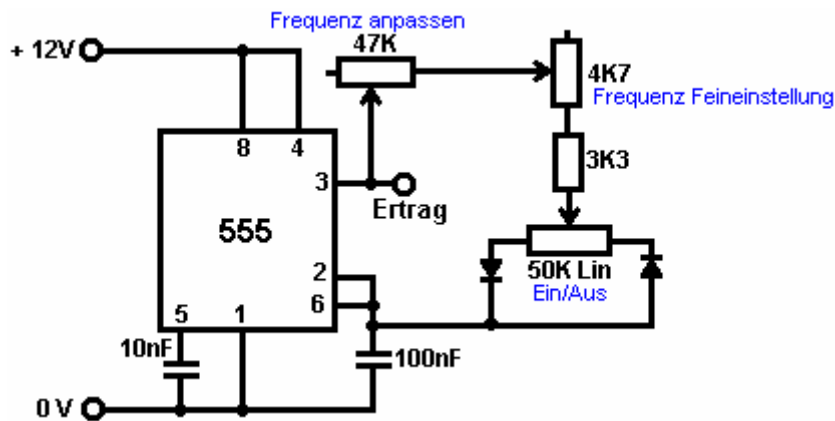 Frequenz anpassen
47K
+ 12V
4K7
Frequenz Feineinstellung
8
4
3
3K3
Ertrag
555
2
50K Lin
Ein/Aus
6
5
1
10nF
100nF
0 V